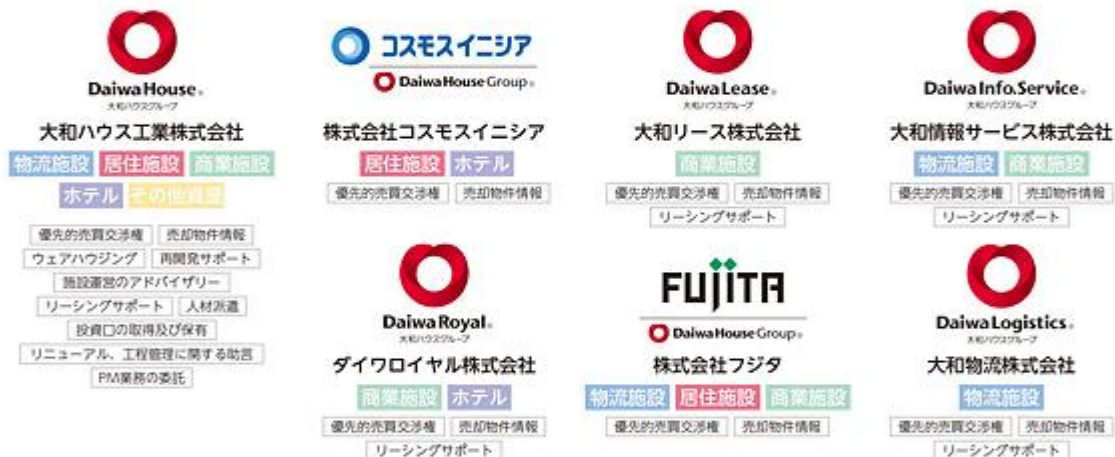 DaiwaHouse®
大和ハウスグループ
大和ハウス工業株式会社
物流施設 居住施設 商業施設
ホテル その他資産
優先的売買交渉権 売却物件情報
ウェアハウジング 再開発サポート
施設運営のアドバイザリー
リーシングサポート 人材派遣
投資口の取得及び保有
リニューアル、工程管理に関する助言
PM業務の委託
コスモスイニシア
DaiwaHouseGroup®
株式会社コスモスイニシア
居住施設 ホテル
優先的売買交渉権 売却物件情報
DaiwaLease®
大和ハウスグループ
大和リース株式会社
商業施設
優先的売買交渉権 売却物件情報
リーシングサポート
DaiwaInfo.Service®
大和ハウスグループ
大和情報サービス株式会社
物流施設 商業施設
優先的売買交渉権 売却物件情報
リーシングサポート
DaiwaRoyal®
大和ハウスグループ
ダイワロイヤル株式会社
商業施設 ホテル
優先的売買交渉権 売却物件情報
リーシングサポート
FUJITA
DaiwaHouseGroup®
株式会社フジタ
物流施設 居住施設 商業施設
優先的売買交渉権 売却物件情報
DaiwaLogistics®
大和ハウスグループ
大和物流株式会社
物流施設
優先的売買交渉権 売却物件情報
リーシングサポート